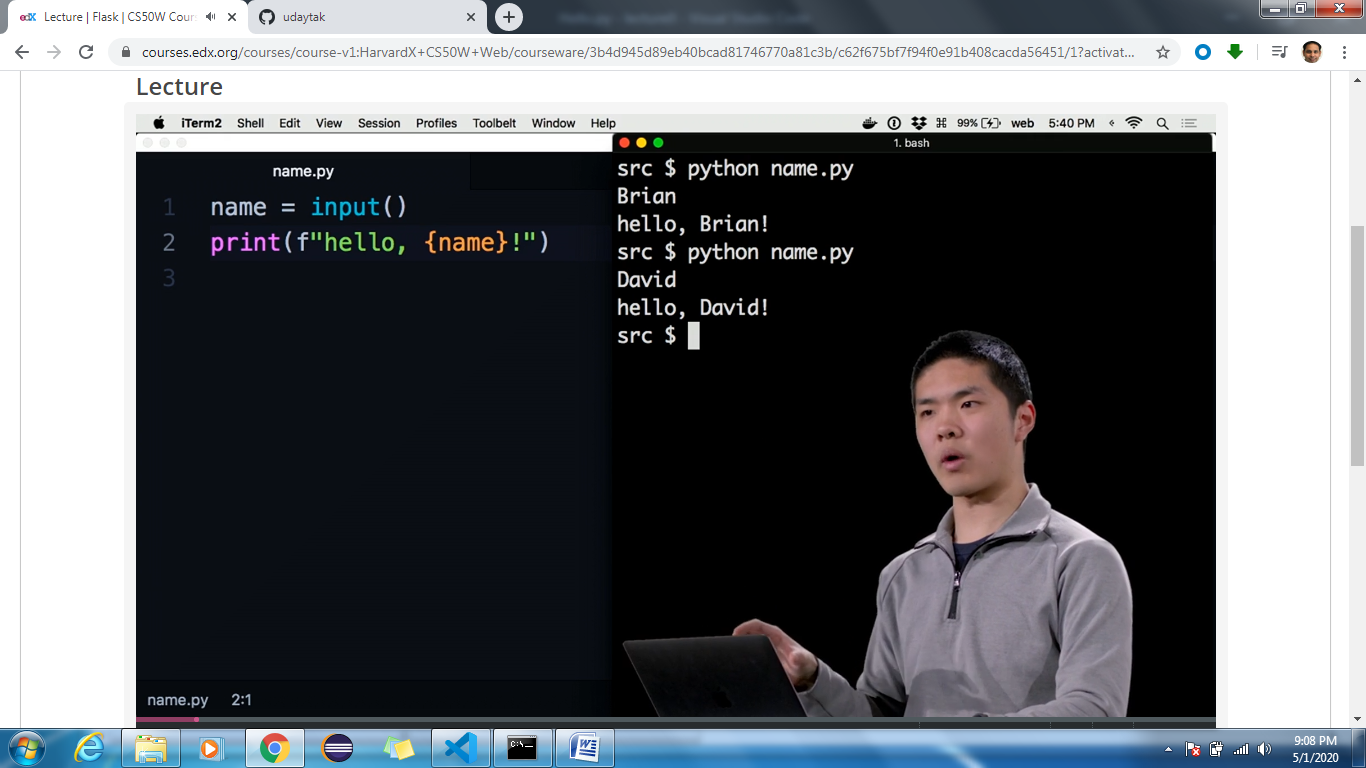 Lecture | Flask | CS50W Cours
udaytak
courses.edx.org/courses/course-v1:HarvardX+CS50W+Web/courseware/3b4d945d89eb40bcad81746770a81c3b/c62f675bf7f94f0e91b408cacda56451/1?activat...
Lecture
iTerm2 Shell Edit View Session Profiles Toolbelt Window Help 99% web 5:40 PM
name.py
1 name = input()
2 print(f"hello, {name}!")
3
name.py 2:1
1. bash
src $ python name.py
Brian
hello, Brian!
src $ python name.py
David
hello, David!
src $
9:08 PM
5/1/2020